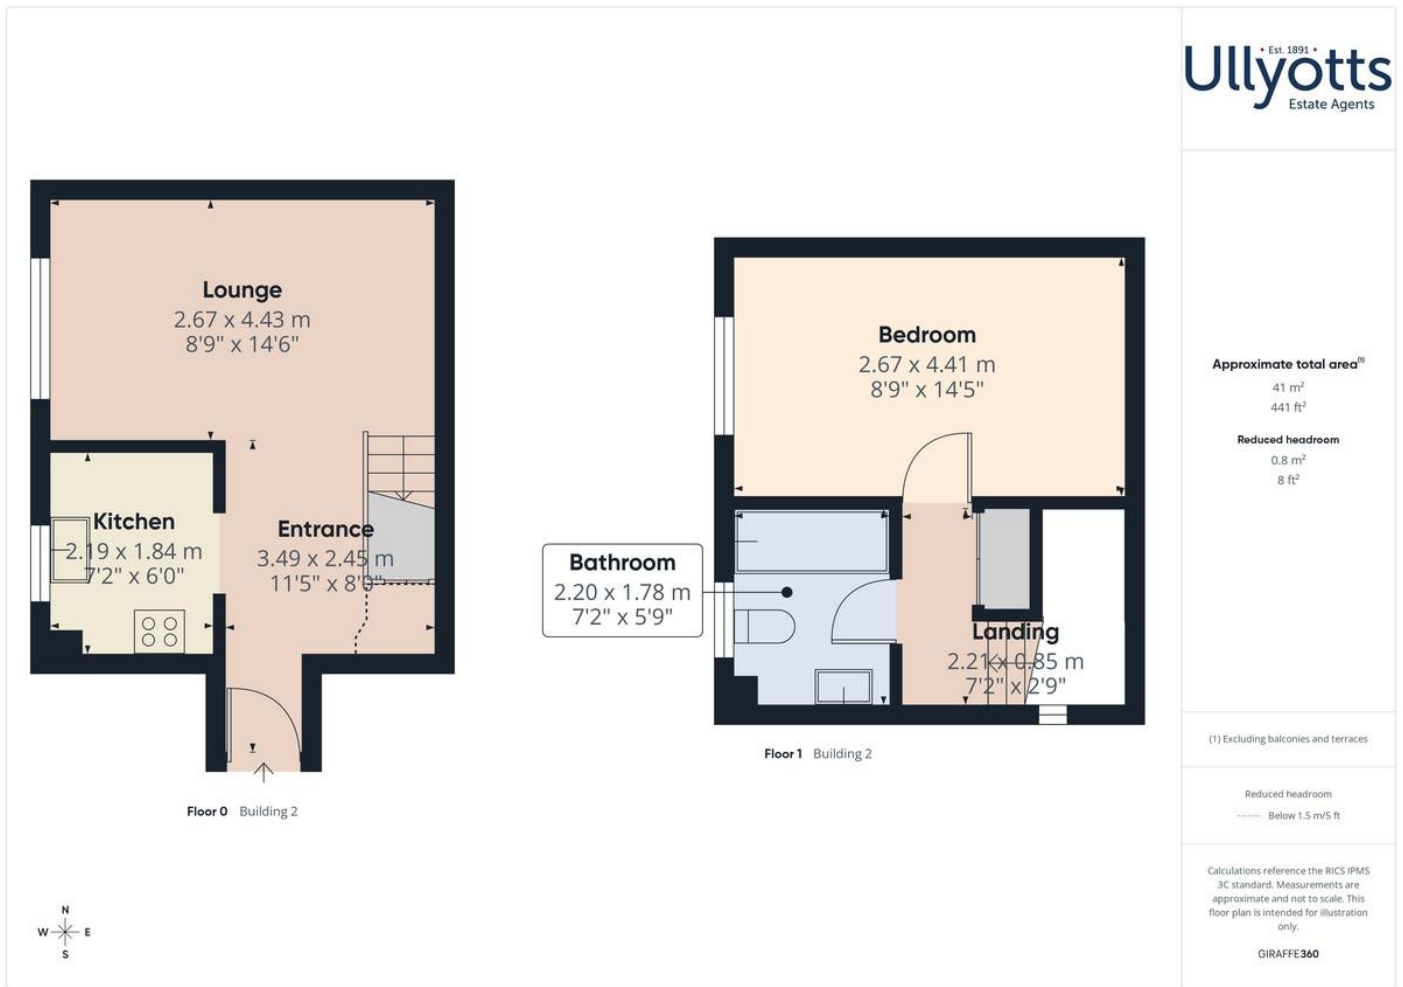 Lounge
2.67 x 4.43 m
8'9" x 14'6"
Kitchen
2.19 x 1.84 m
7'2" x 6'0"
Entrance
3.49 x 2.45 m
11'5" x 8'0"
Floor 0 Building 2
Bedroom
2.67 x 4.41 m
8'9" x 14'5"
Bathroom
2.20 x 1.78 m
7'2" x 5'9"
Landing
2.21 x 0.85 m
7'2" x 2'9"
Floor 1 Building 2
N
W E
S
Est. 1891
Ullyotts
Estate Agents
Approximate total area(1)
41 m²
441 ft²
Reduced headroom
0.8 m²
8 ft²
(1) Excluding balconies and terraces
Reduced headroom
Below 1.5 m/5 ft
Calculations reference the RICS IPMS
3C standard. Measurements are
approximate and not to scale. This
floor plan is intended for illustration
only.
GIRAFFE360